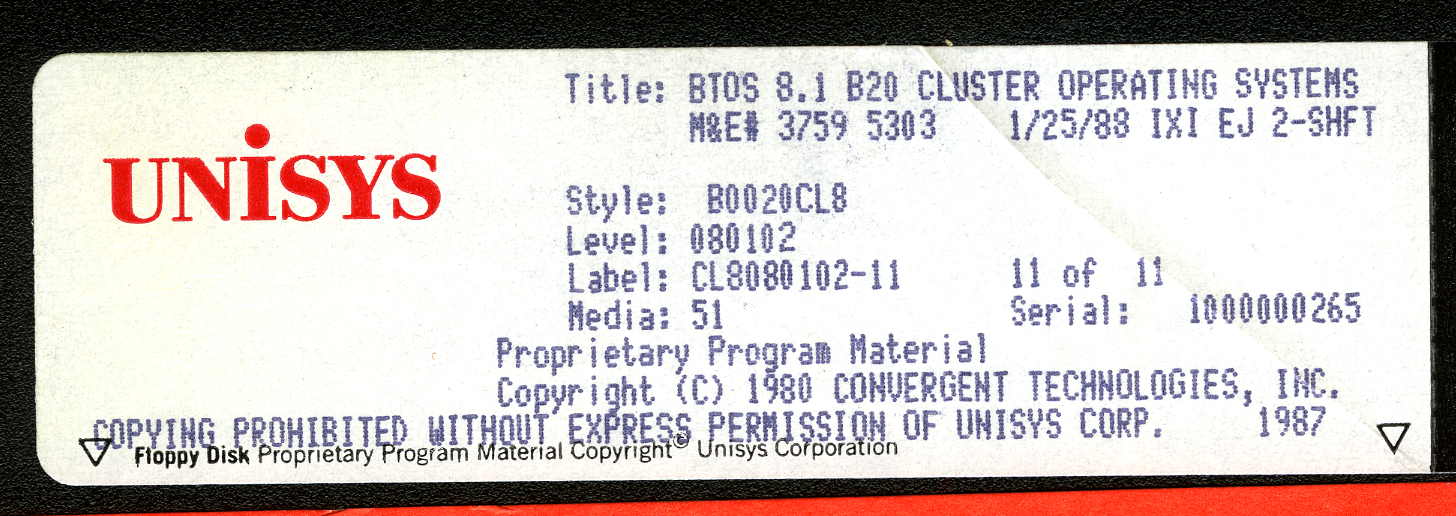 UNiSYS
Title: BTOS 8.1 B20 CLUSTER OPERATING SYSTEMS
M&E# 3759 5303 1/25/88 IXI EJ 2-SHFT
Style: B0020CL8
Level: 080102
Label: CL8080102-11 11 of 11
Media: 51 Serial: 1000000265
Proprietary Program Material
Copyright (C) 1980 CONVERGENT TECHNOLOGIES, INC.
COPYING PROHIBITED WITHOUT EXPRESS PERMISSION OF UNISYS CORP. 1987
Floppy Disk Proprietary Program Material Copyright© Unisys Corporation